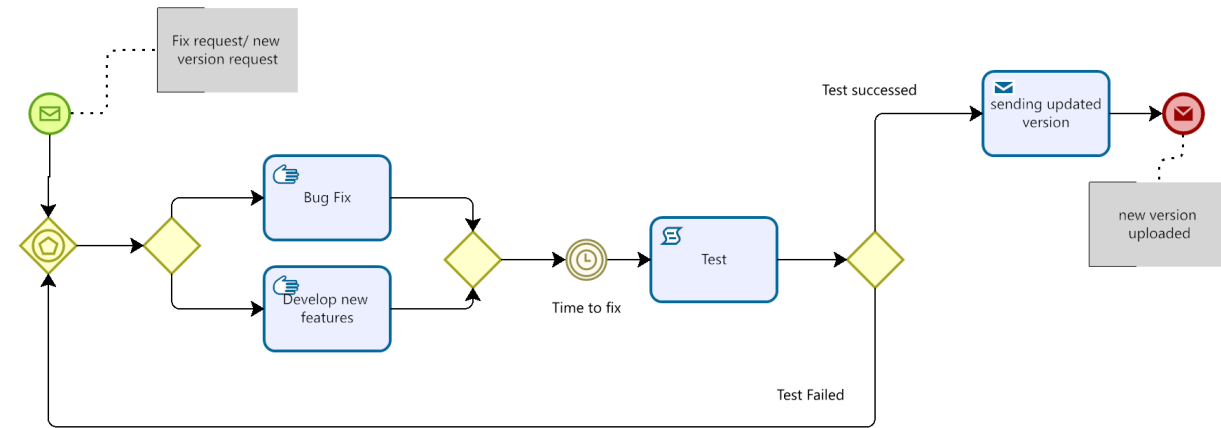 Fix request/ new
version request
Test successed
sending updated
version
Bug Fix
new version
uploaded
Test
Develop new
features
Time to fix
Test Failed